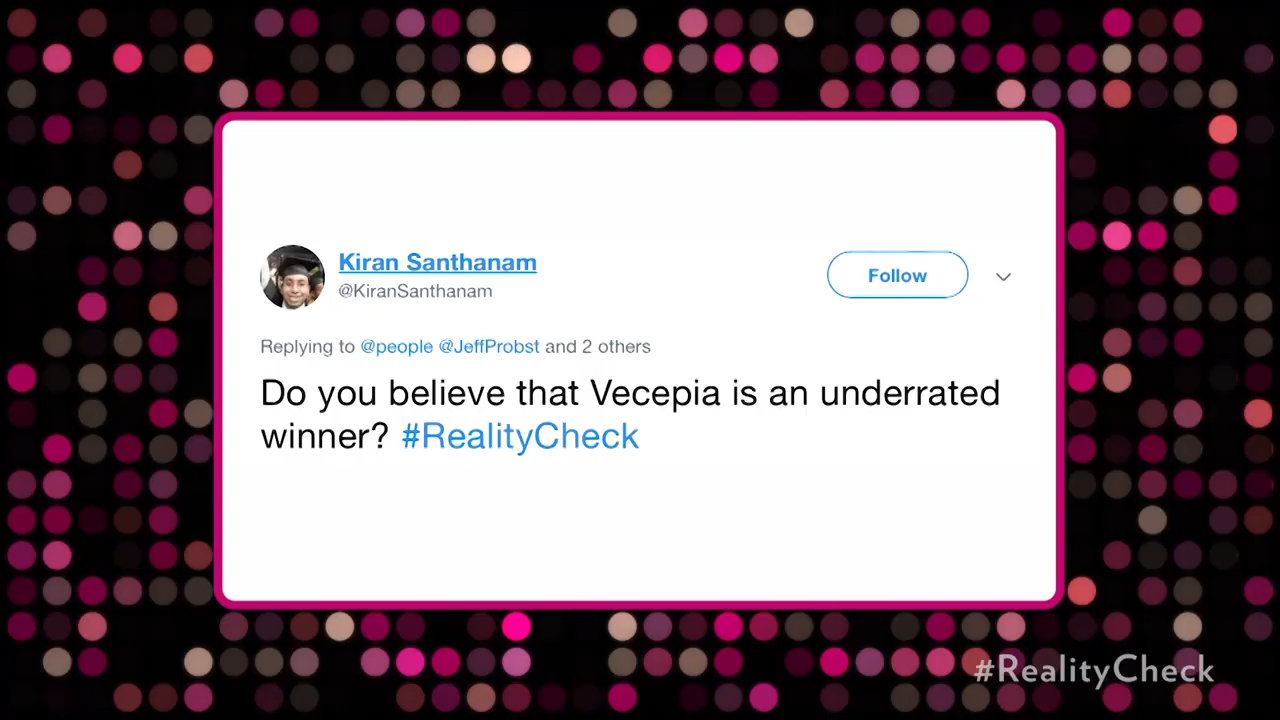 Kiran Santhanam
@KiranSanthanam
Follow
Replying to @people @JeffProbst and 2 others
Do you believe that Vecepia is an underrated
winner? #RealityCheck
#RealityCheck